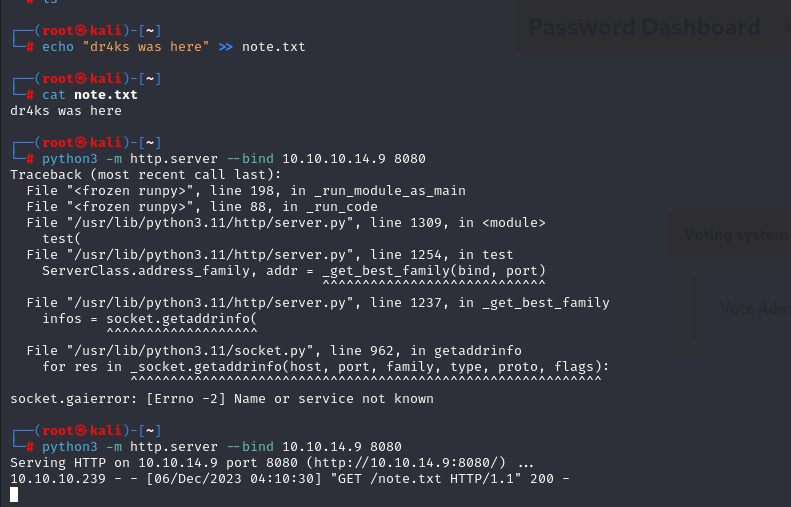 # ls
┌──(root㉿kali)-[~]
└─# echo "dr4ks was here" >> note.txt
┌──(root㉿kali)-[~]
└─# cat note.txt
dr4ks was here
┌──(root㉿kali)-[~]
└─# python3 -m http.server --bind 10.10.10.14.9 8080
Traceback (most recent call last):
  File "<frozen runpy>", line 198, in _run_module_as_main
  File "<frozen runpy>", line 88, in _run_code
  File "/usr/lib/python3.11/http/server.py", line 1309, in <module>
    test(
  File "/usr/lib/python3.11/http/server.py", line 1254, in test
    ServerClass.address_family, addr = _get_best_family(bind, port)
                                       ^^^^^^^^^^^^^^^^^^^^^^^^^^^^
  File "/usr/lib/python3.11/http/server.py", line 1237, in _get_best_family
    infos = socket.getaddrinfo(
            ^^^^^^^^^^^^^^^^^^^
  File "/usr/lib/python3.11/socket.py", line 962, in getaddrinfo
    for res in _socket.getaddrinfo(host, port, family, type, proto, flags):
               ^^^^^^^^^^^^^^^^^^^^^^^^^^^^^^^^^^^^^^^^^^^^^^^^^^^^^^^^^^^
socket.gaierror: [Errno -2] Name or service not known
┌──(root㉿kali)-[~]
└─# python3 -m http.server --bind 10.10.14.9 8080
Serving HTTP on 10.10.14.9 port 8080 (http://10.10.14.9:8080/) ...
10.10.10.239 - - [06/Dec/2023 04:10:30] "GET /note.txt HTTP/1.1" 200 -
Password Dashboard
Voting system
Vote Adm